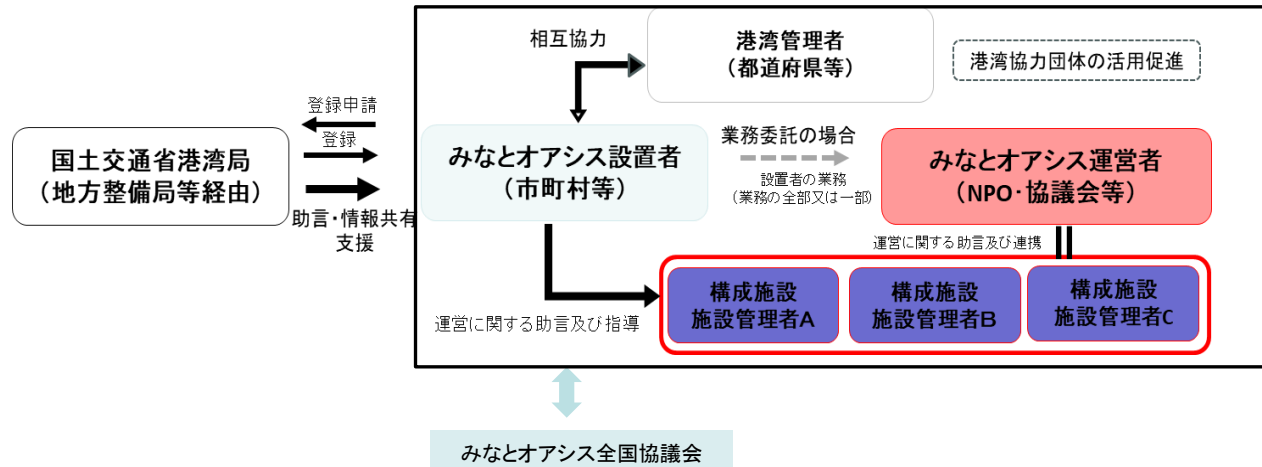 相互協力
港湾管理者
（都道府県等）
港湾協力団体の活用促進
登録申請
登録
国土交通省港湾局
（地方整備局等経由）
助言・情報共有
支援
みなとオアシス設置者
（市町村等）
業務委託の場合
設置者の業務
（業務の全部又は一部）
みなとオアシス運営者
（NPO・協議会等）
運営に関する助言及び連携
構成施設
施設管理者A
構成施設
施設管理者B
構成施設
施設管理者C
運営に関する助言及び指導
みなとオアシス全国協議会